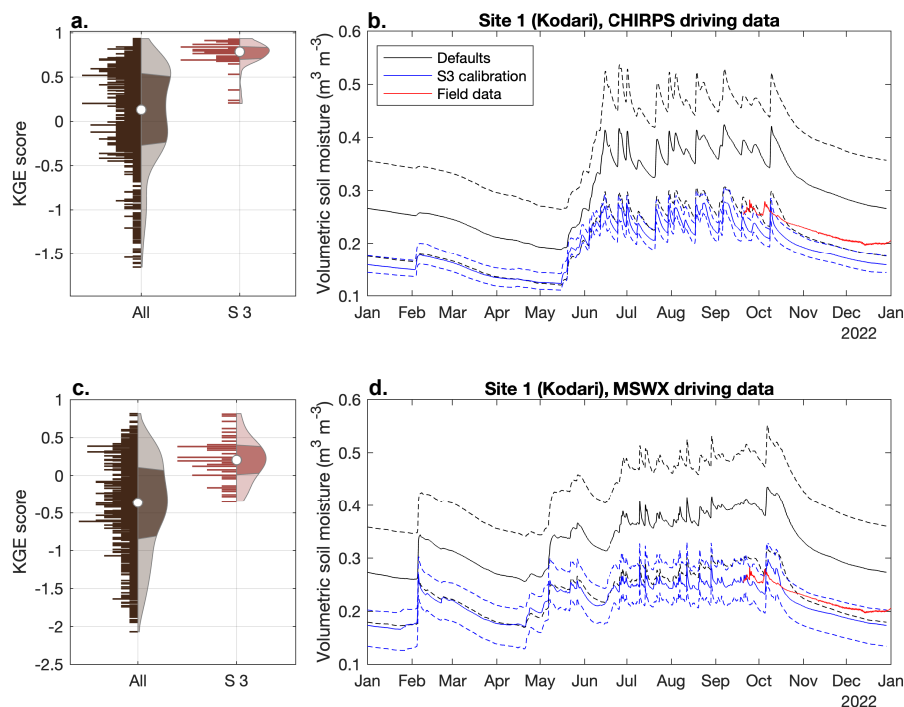 a.
KGE score
1
0.5
0
-0.5
-1
-1.5
All
S 3
b.
Site 1 (Kodari), CHIRPS driving data
Volumetric soil moisture (m³ m⁻³)
0.6
0.5
0.4
0.3
0.2
0.1
Defaults
S3 calibration
Field data
Jan Feb Mar Apr May Jun Jul Aug Sep Oct Nov Dec Jan
2022
c.
KGE score
1
0.5
0
-0.5
-1
-1.5
-2
-2.5
All
S 3
d.
Site 1 (Kodari), MSWX driving data
Volumetric soil moisture (m³ m⁻³)
0.6
0.5
0.4
0.3
0.2
0.1
Jan Feb Mar Apr May Jun Jul Aug Sep Oct Nov Dec Jan
2022